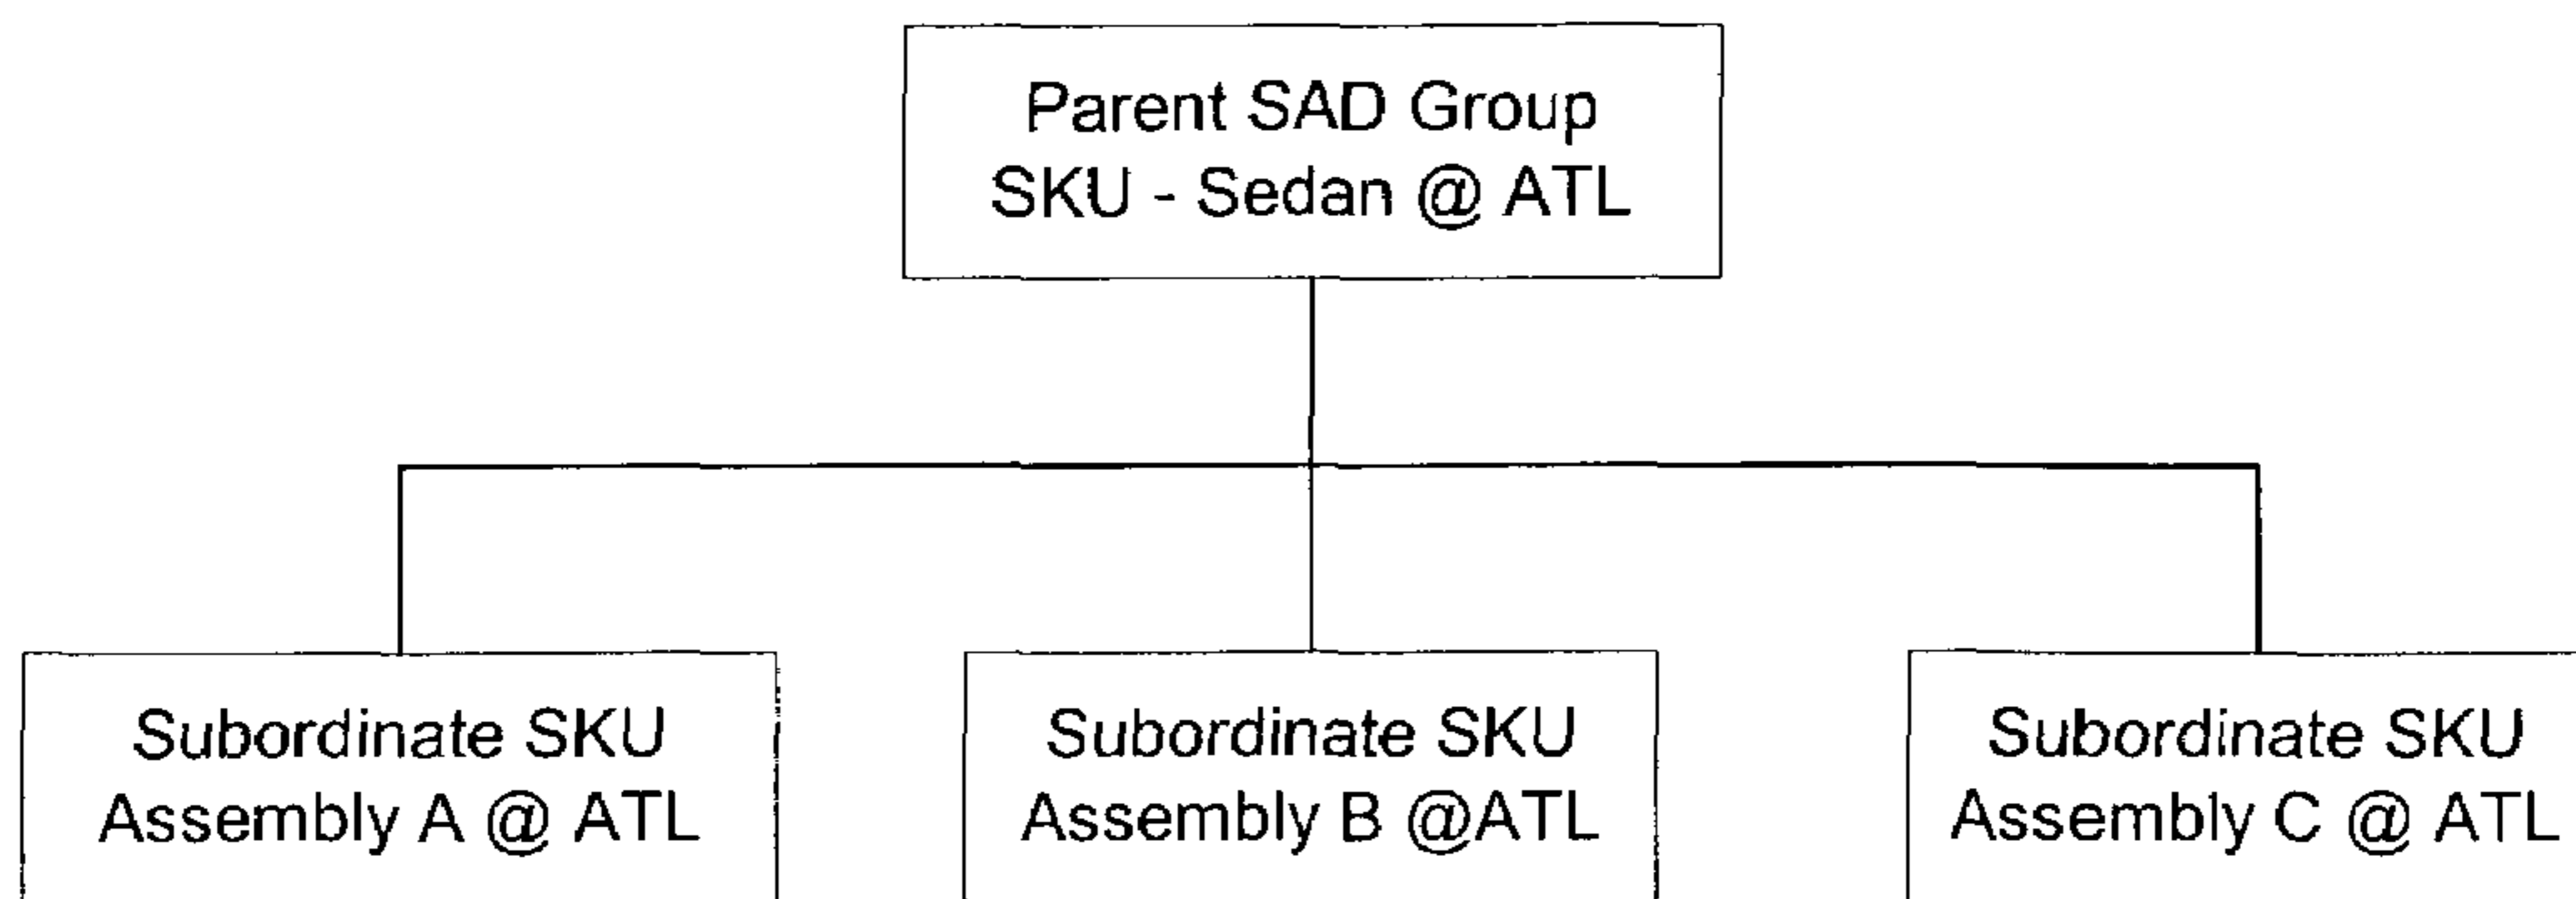 Parent SAD Group
SKU - Sedan @ ATL
Subordinate SKU
Assembly A @ ATL
Subordinate SKU
Assembly B @ATL
Subordinate SKU
Assembly C @ ATL